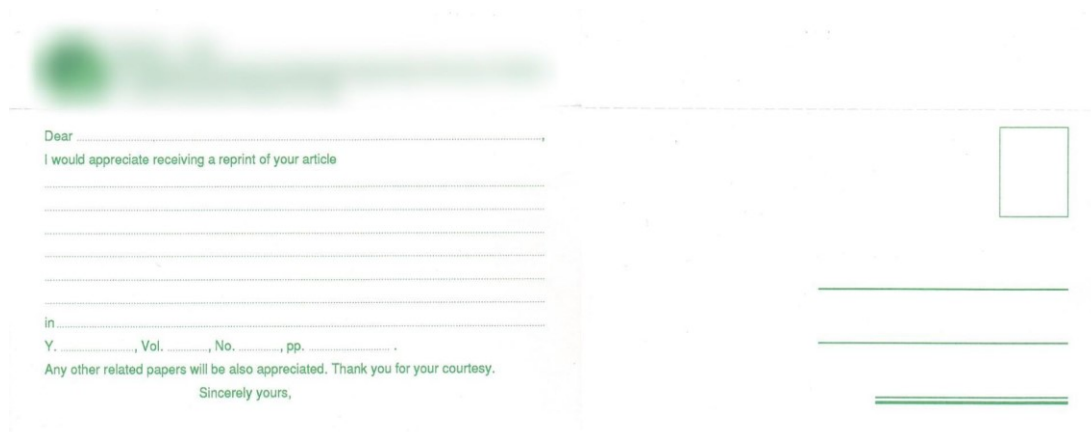 Dear ,
I would appreciate receiving a reprint of your article
in
Y. , Vol. , No. , pp. .
Any other related papers will be also appreciated. Thank you for your courtesy.
Sincerely yours,